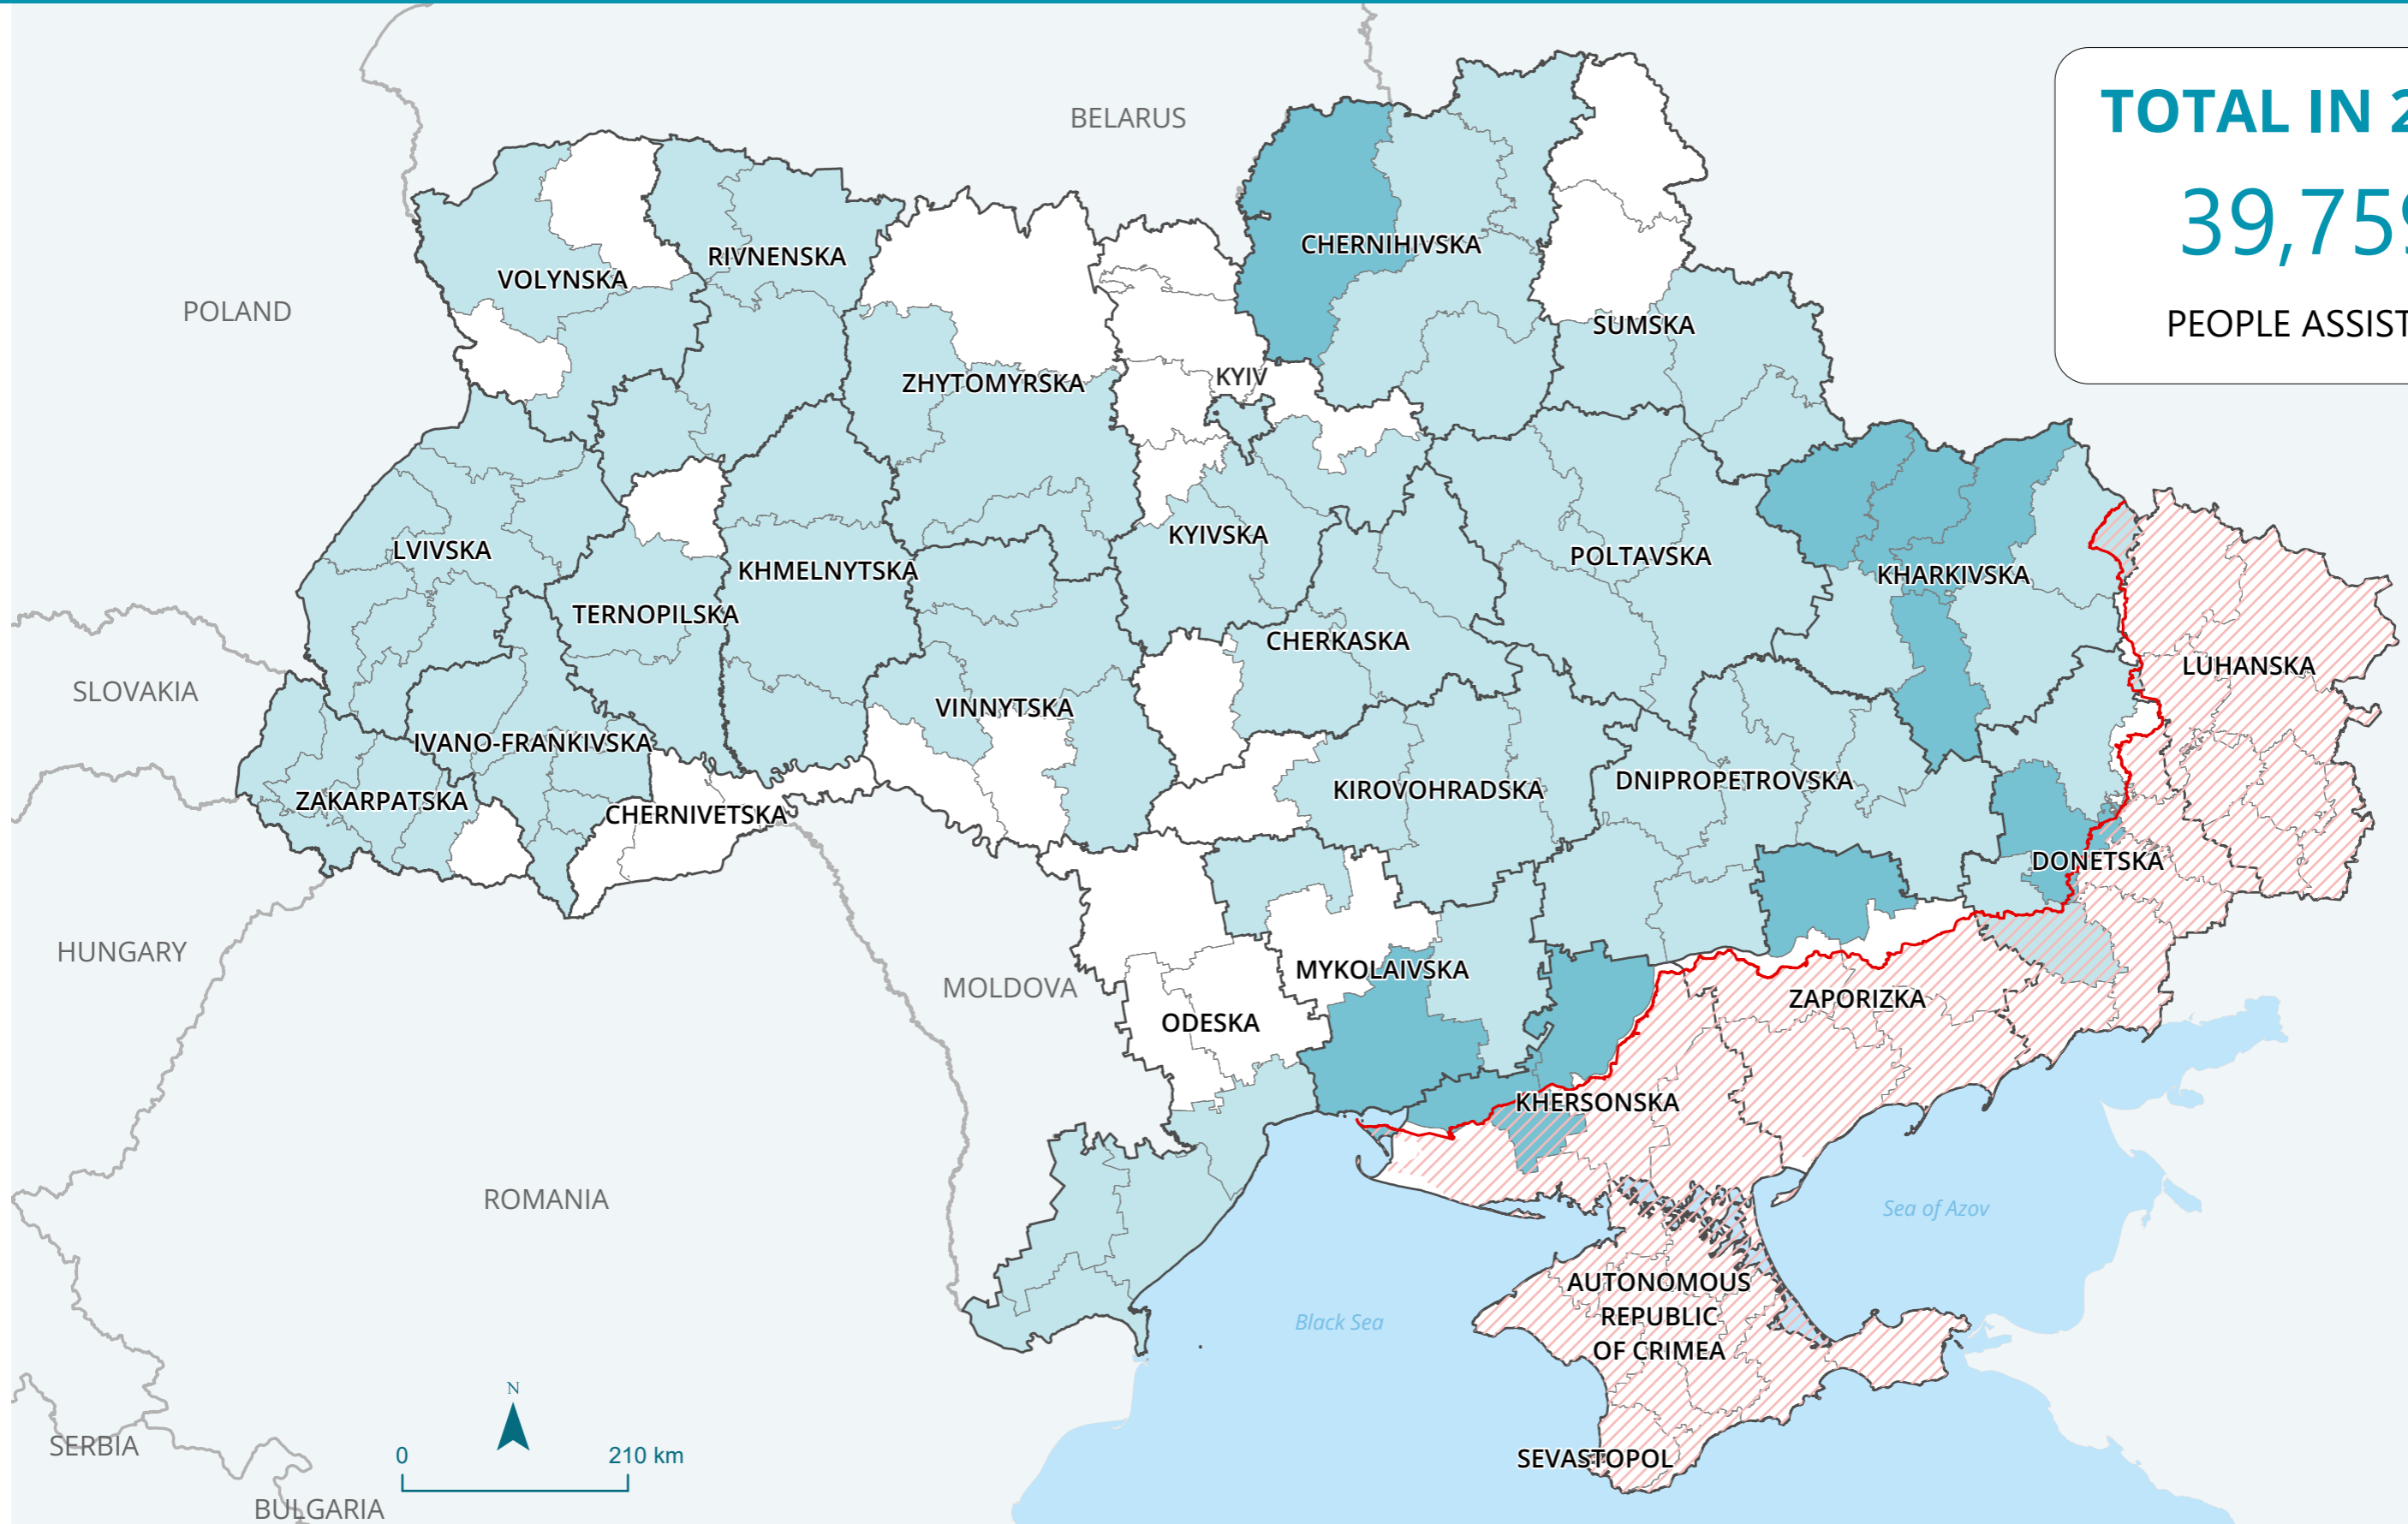 BELARUS
TOTAL IN 2
39,759
PEOPLE ASSIST
CHERNIHIVSKA
RIVNENSKA
VOLYNSKA
POLAND
SUMSKA
KYIV
ZHYTOMYRSKA
KYIVSKA
LVIVSKA
POLTAVSKA
KHMELNYTSKA
KHARKIVSKA
TERNOPILSKA
CHERKASKA
LUHANSKA
SLOVAKIA
VINNYTSKA
IVANO-FRANKIVSKA
DNIPROPETROVSKA
KIROVOHRADSKA
ZAKARPATSKA
CHERNIVETSKA
DONETSKA
HUNGARY
MYKOLAIVSKA
MOLDOVA
ZAPORIZKA
ODESKA
KHERSONSKA
ROMANIA
Sea of Azov
AUTONOMOUS
REPUBLIC
OF CRIMEA
Black Sea
N
SERBIA
0 210 km
SEVASTOPOL
BULGARIA